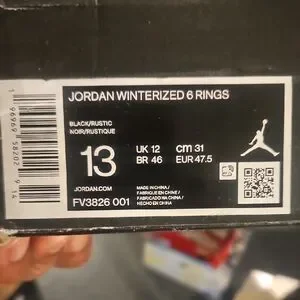 JORDAN WINTERIZED 6 RINGS
BLACK/RUSTIC
NOIR/RUSTIQUE
13
UK 12 cm 31
BR 46 EUR 47.5
JORDAN.COM
FV3826 001
MADE IN CHINA/
FABRIQUE EN CHINE/
FABRICADO NA CHINA/
HECHO EN CHINA